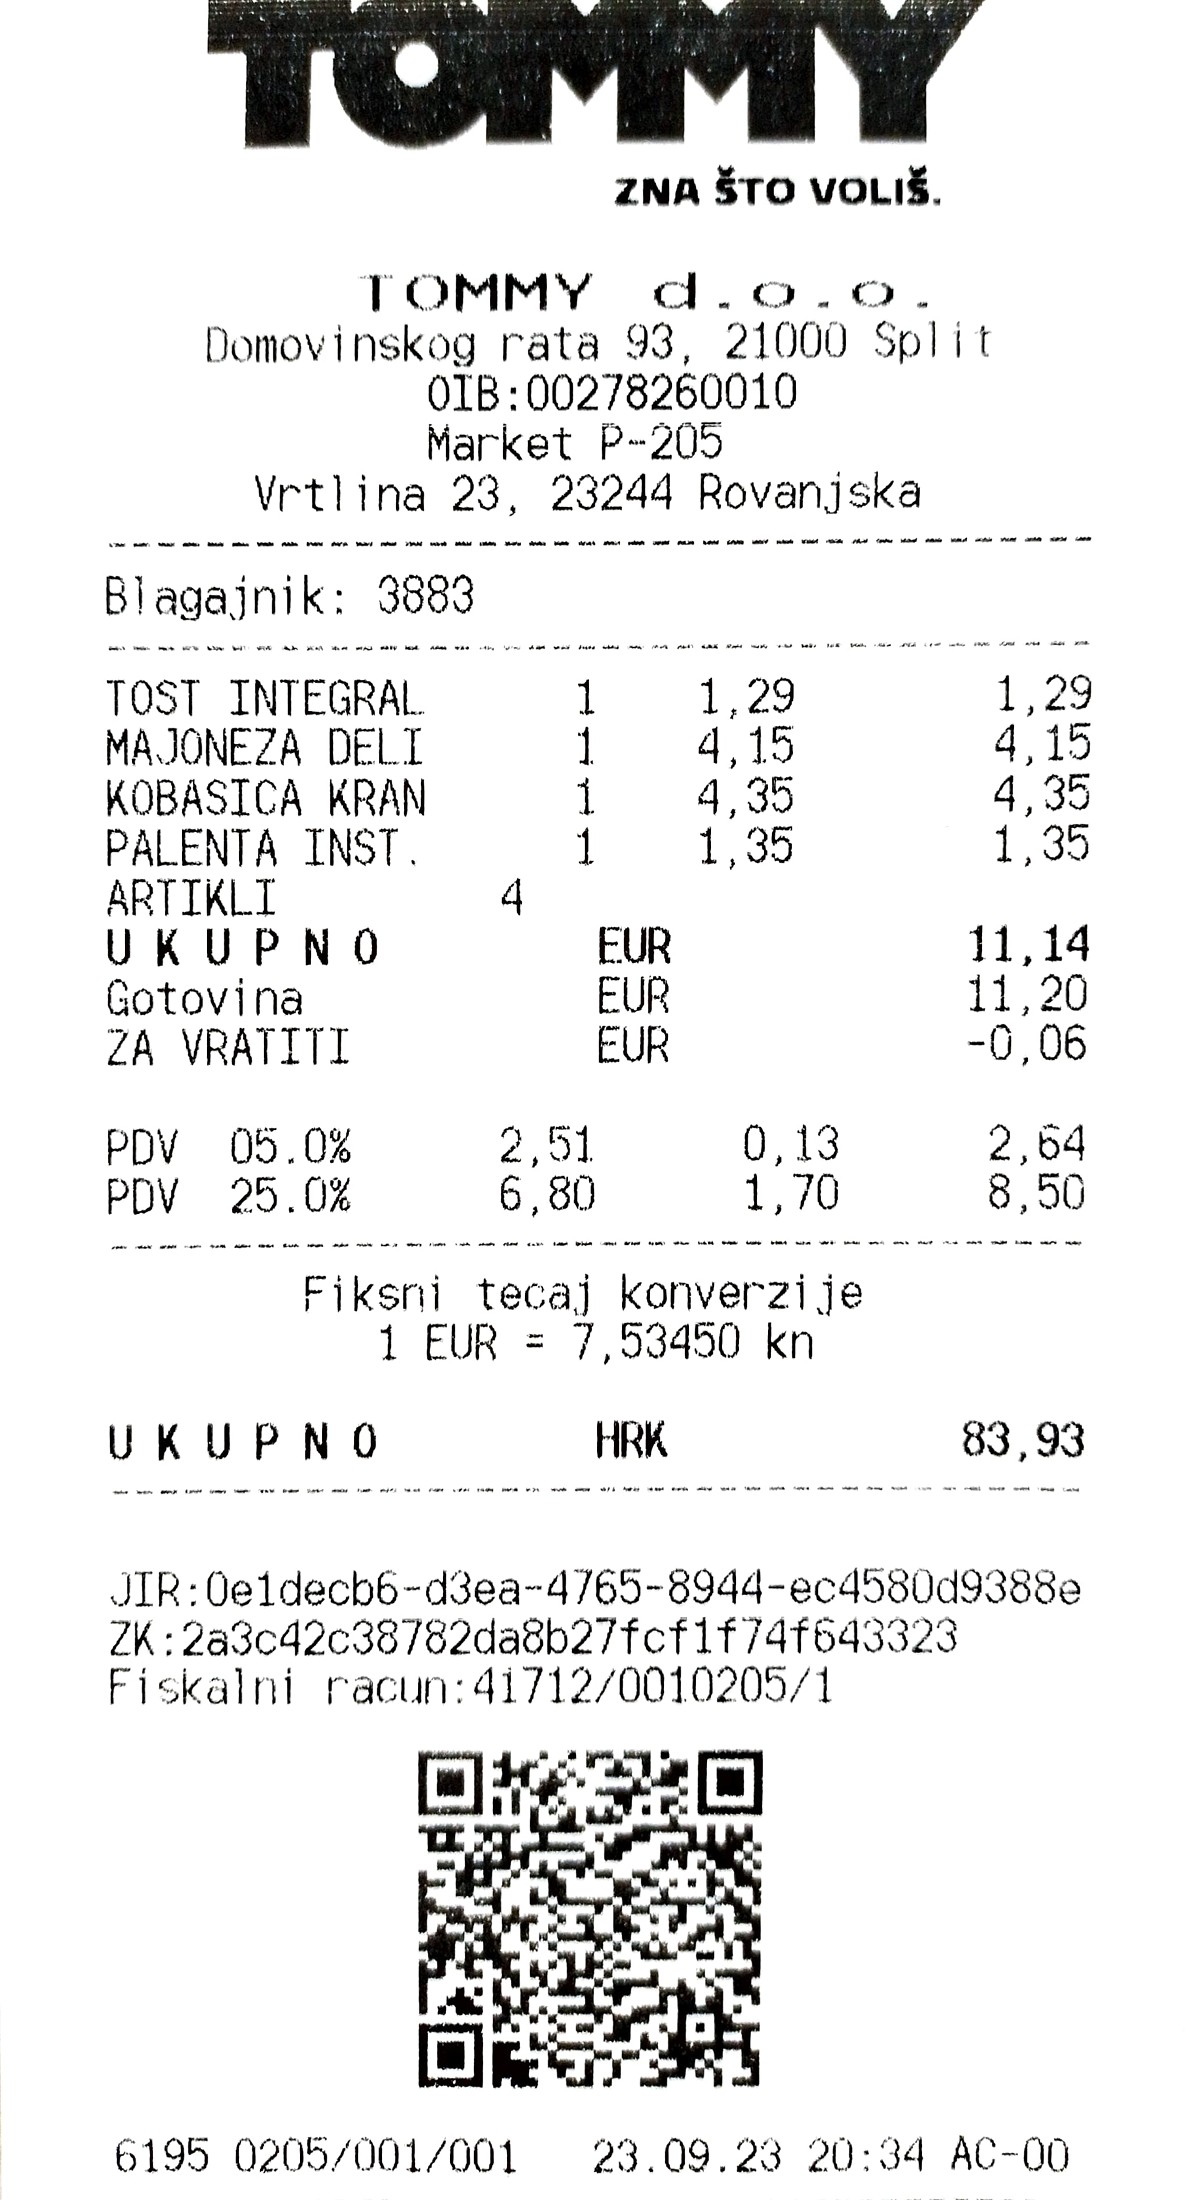 TOMMY
ZNA ŠTO VOLIŠ.
TOMMY d.o.o.
Domovinskog rata 93, 21000 Split
OIB:00278260010
Market P-205
Vrtlina 23, 23244 Rovanjska
Blagajnik: 3883
TOST INTEGRAL 1 1,29 1,29
MAJONEZA DELI 1 4,15 4,15
KOBASICA KRAN 1 4,35 4,35
PALENTA INST. 1 1,35 1,35
ARTIKLI 4
U K U P N O EUR 11,14
Gotovina EUR 11,20
ZA VRATITI EUR -0,06
PDV 05.0% 2,51 0,13 2,64
PDV 25.0% 6,80 1,70 8,50
Fiksni tecaj konverzije
1 EUR = 7,53450 kn
U K U P N O HRK 83,93
JIR:0e1decb6-d3ea-4765-8944-ec4580d9388e
ZK:2a3c42c38782da8b27fcf1f74f643323
Fiskalni racun:41712/0010205/1
6195 0205/001/001 23.09.23 20:34 AC-00